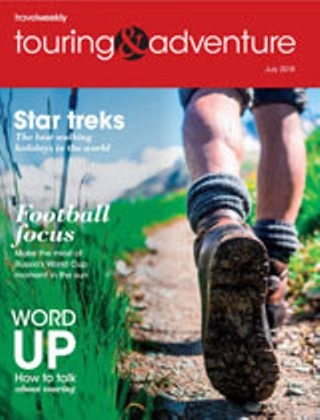 travelweekly
touring&adventure
July 2018
Star treks
The best walking
holidays in the world
Football
focus
Make the most of
Russia's World Cup
moment in the sun
WORD
UP
How to talk
about touring